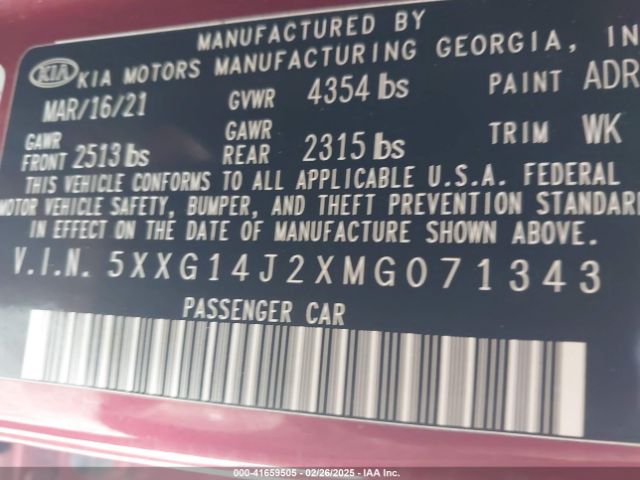 MANUFACTURED BY
KIA KIA MOTORS MANUFACTURING GEORGIA, IN
MAR/16/21 GVWR 4354 lbs PAINT ADR
GAWR FRONT 2513 lbs GAWR REAR 2315 lbs TRIM WK
THIS VEHICLE CONFORMS TO ALL APPLICABLE U.S.A. FEDERAL
MOTOR VEHICLE SAFETY, BUMPER, AND THEFT PREVENTION STANDAR
IN EFFECT ON THE DATE OF MANUFACTURE SHOWN ABOVE.
V.I.N. 5XXG14J2XMG071343
PASSENGER CAR
000-41659505 - 02/26/2025 - IAA Inc.